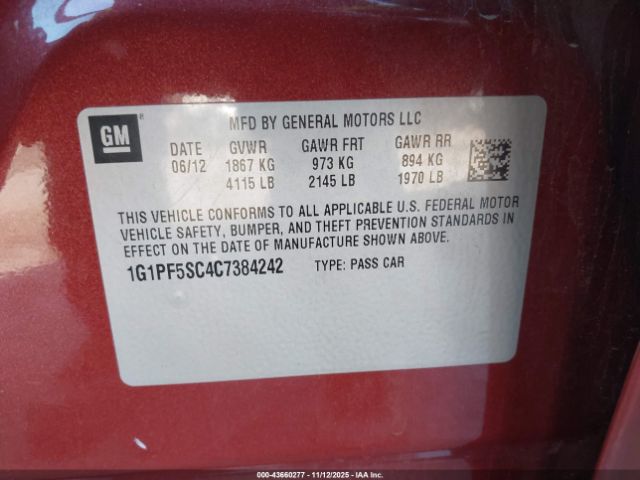 GM ®
MFD BY GENERAL MOTORS LLC
DATE GVWR GAWR FRT GAWR RR
06/12 1867 KG 973 KG 894 KG
4115 LB 2145 LB 1970 LB
THIS VEHICLE CONFORMS TO ALL APPLICABLE U.S. FEDERAL MOTOR
VEHICLE SAFETY, BUMPER, AND THEFT PREVENTION STANDARDS IN
EFFECT ON THE DATE OF MANUFACTURE SHOWN ABOVE.
1G1PF5SC4C7384242 TYPE: PASS CAR
000-43660277 - 11/12/2025 - IAA Inc. All Rights Reserved. ©